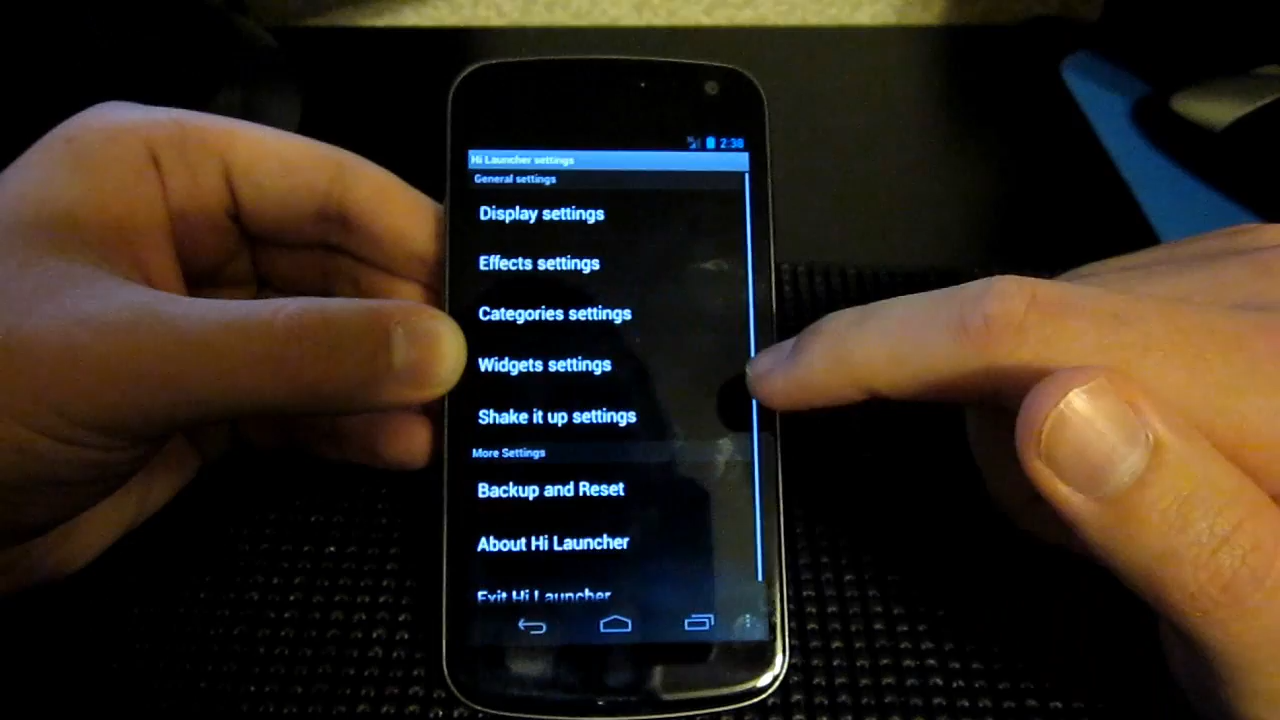 2:30
Hi Launcher settings
General settings
Display settings
Effects settings
Categories settings
Widgets settings
Shake it up settings
More Settings
Backup and Reset
About Hi Launcher
Exit Hi Launcher